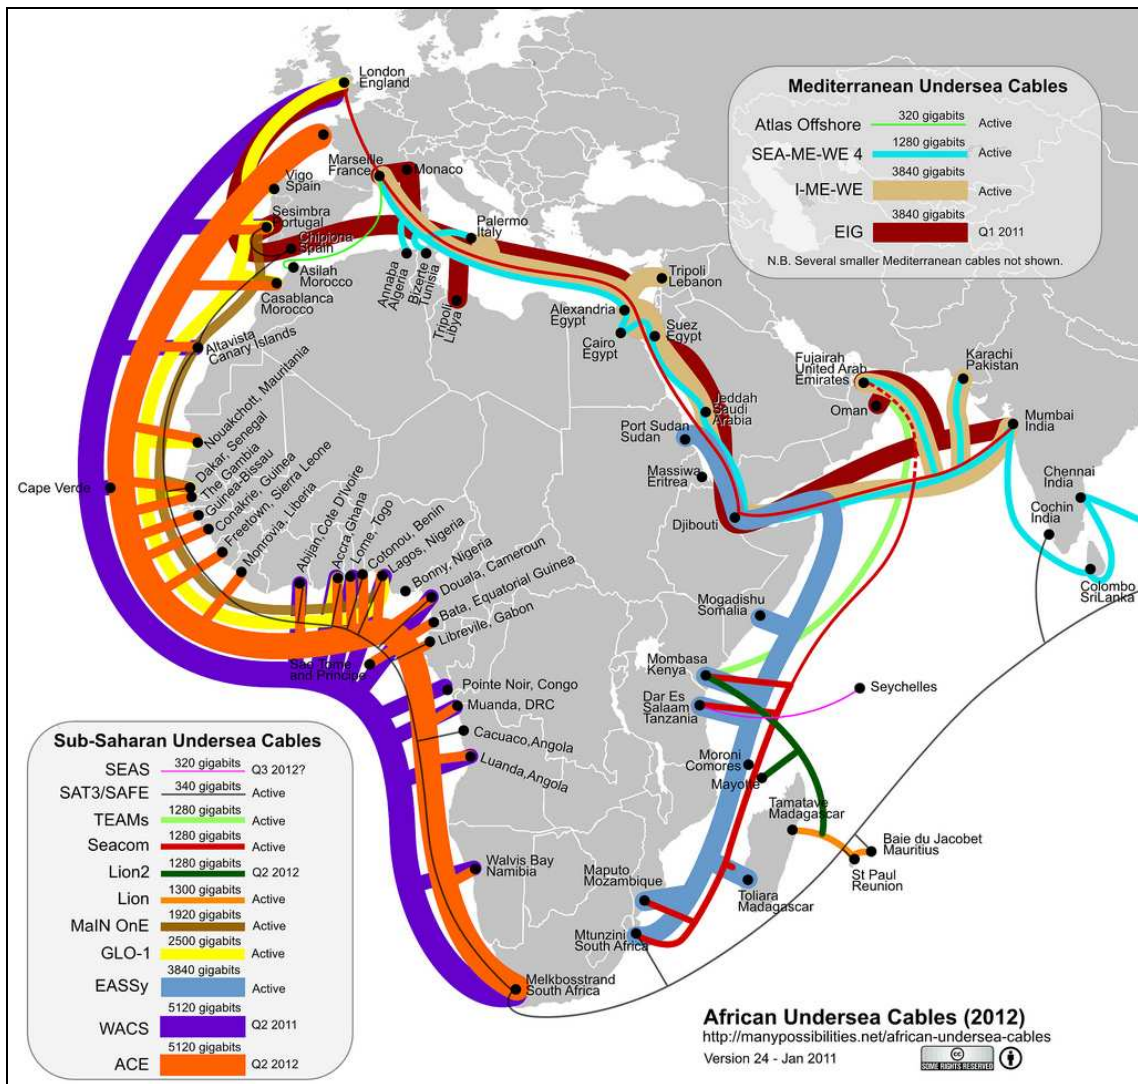 London
England
Vigo
Spain
Sesimbra
Portugal
Chipiona
Spain
Asilah
Morocco
Casablanca
Morocco
Marseille
France
Monaco
Palermo
Italy
Annaba
Algeria
Bizerte
Tunisia
Tripoli
Libya
Tripoli
Lebanon
Alexandria
Egypt
Cairo
Egypt
Suez
Egypt
Mediterranean Undersea Cables
Atlas Offshore 320 gigabits Active
SEA-ME-WE 4 1280 gigabits Active
I-ME-WE 3840 gigabits Active
EIG 3840 gigabits Q1 2011
N.B. Several smaller Mediterranean cables not shown.
Altavista
Canary Islands
Nouakchott, Mauritania
Dakar, Senegal
The Gambia
Guinea-Bissau
Conakrie, Guinea
Freetown, Sierra Leone
Monrovia, Liberia
Cape Verde
Abijan,Cote D'Ivoire
Accra,Ghana
Lome, Togo
Cotonou, Benin
Lagos, Nigeria
Bonny, Nigeria
Douala, Cameroun
Bata, Equatorial Guinea
Librevile, Gabon
Sao Tome
and Principe
Pointe Noir, Congo
Muanda, DRC
Cacuaco,Angola
Luanda,Angola
Walvis Bay
Namibia
Melkbosstrand
South Africa
Jeddah
Saudi
Arabia
Port Sudan
Sudan
Massiwa
Eritrea
Djibouti
Fujairah
United Arab
Emirates
Oman
Karachi
Pakistan
Mumbai
India
Chennai
India
Cochin
India
Colombo
SriLanka
Mogadishu
Somalia
Mombasa
Kenya
Dar Es
Salaam
Tanzania
Seychelles
Moroni
Comores
Mayotte
Tamatave
Madagascar
Baie du Jacobet
Mauritius
St Paul
Reunion
Maputo
Mozambique
Toliara
Madagascar
Mtunzini
South Africa
Sub-Saharan Undersea Cables
SEAS 320 gigabits Q3 2012?
SAT3/SAFE 340 gigabits Active
TEAMs 1280 gigabits Active
Seacom 1280 gigabits Active
Lion2 1280 gigabits Q2 2012
Lion 1300 gigabits Active
MaIN OnE 1920 gigabits Active
GLO-1 2500 gigabits Active
EASSy 3840 gigabits Active
WACS 5120 gigabits Q2 2011
ACE 5120 gigabits Q2 2012
African Undersea Cables (2012)
http://manypossibilities.net/african-undersea-cables
Version 24 - Jan 2011
cc
SOME RIGHTS RESERVED